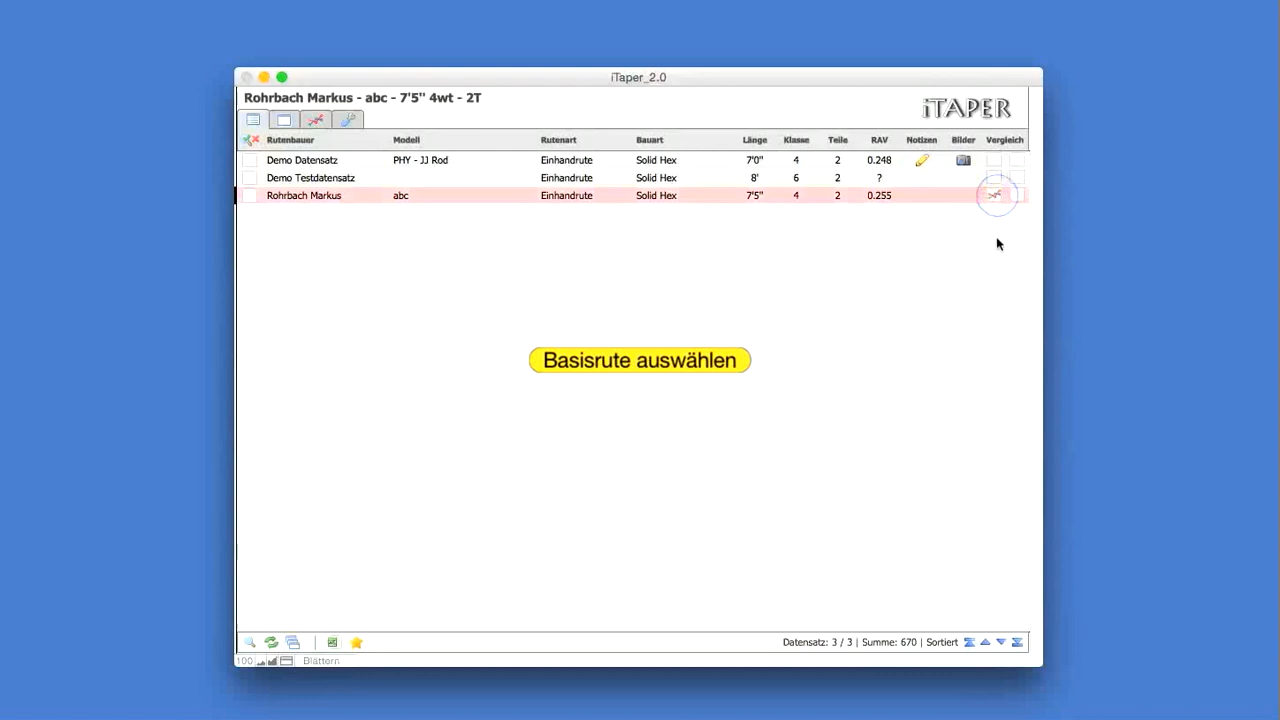 iTaper_2.0
Rohrbach Markus - abc - 7'5" 4wt - 2T
iTAPER
Rutenbauer Modell Rutenart Bauart Länge Klasse Teile RAV Notizen Bilder Vergleich
Demo Datensatz PHY - JJ Rod Einhandrute Solid Hex 7'0" 4 2 0.248
Demo Testdatensatz Einhandrute Solid Hex 8' 6 2 ?
Rohrbach Markus abc Einhandrute Solid Hex 7'5" 4 2 0.255
Basisrute auswählen
Datensatz: 3 / 3 | Summe: 670 | Sortiert
100 Blättern